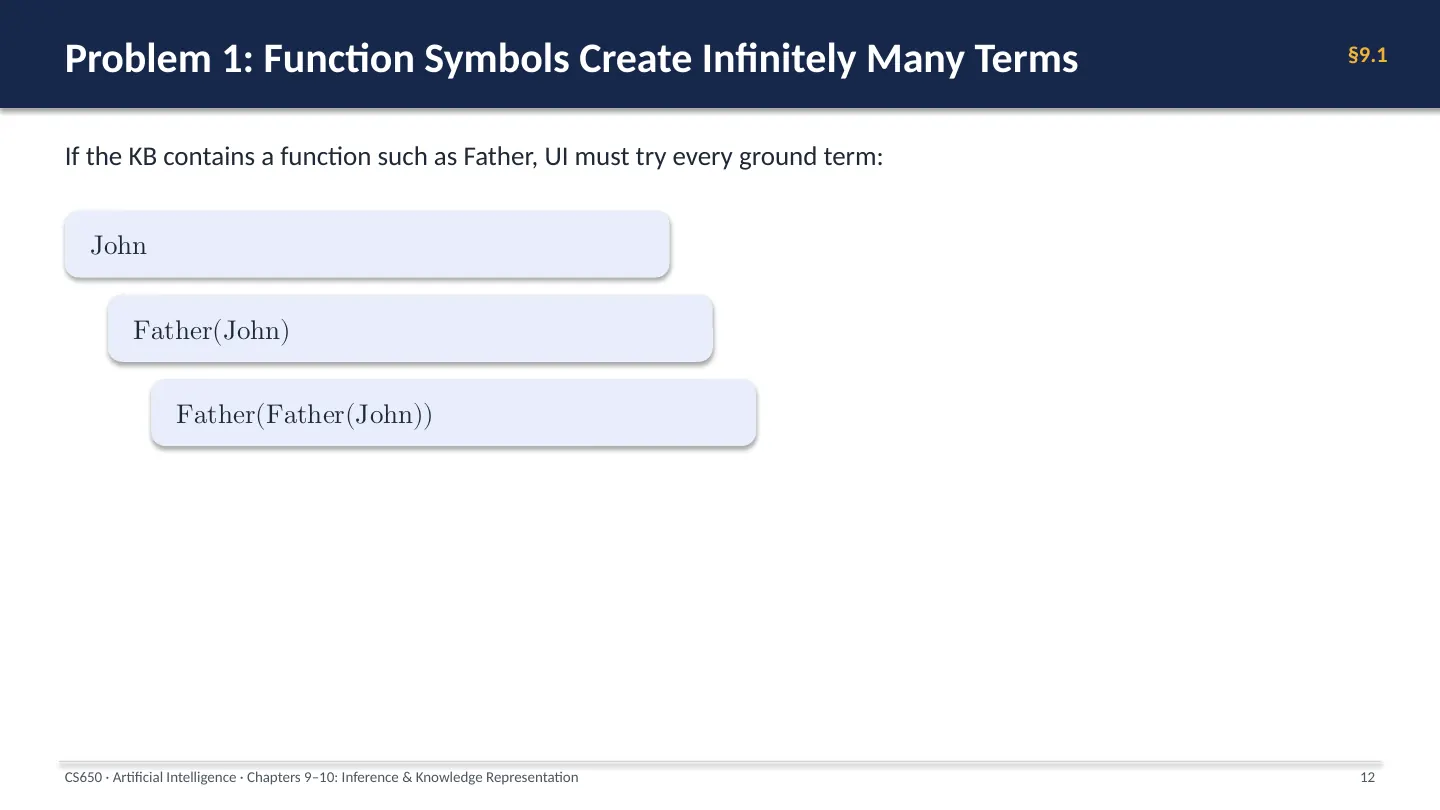 Problem 1: Function Symbols Create Infinitely Many Terms
§9.1
If the KB contains a function such as Father, UI must try every ground term:
John
Father(John)
Father(Father(John))
CS650 · Artificial Intelligence · Chapters 9–10: Inference & Knowledge Representation
12